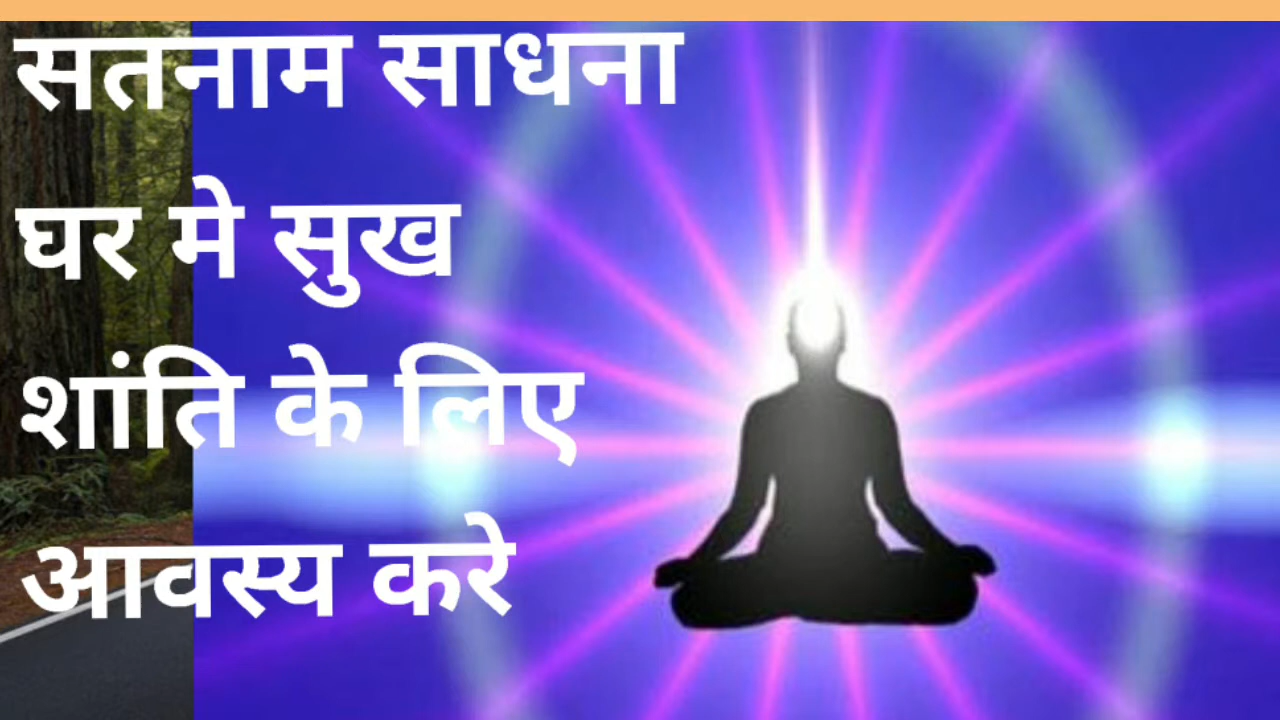 सतनाम साधना
घर मे सुख
शांति के लिए
आवस्य करे